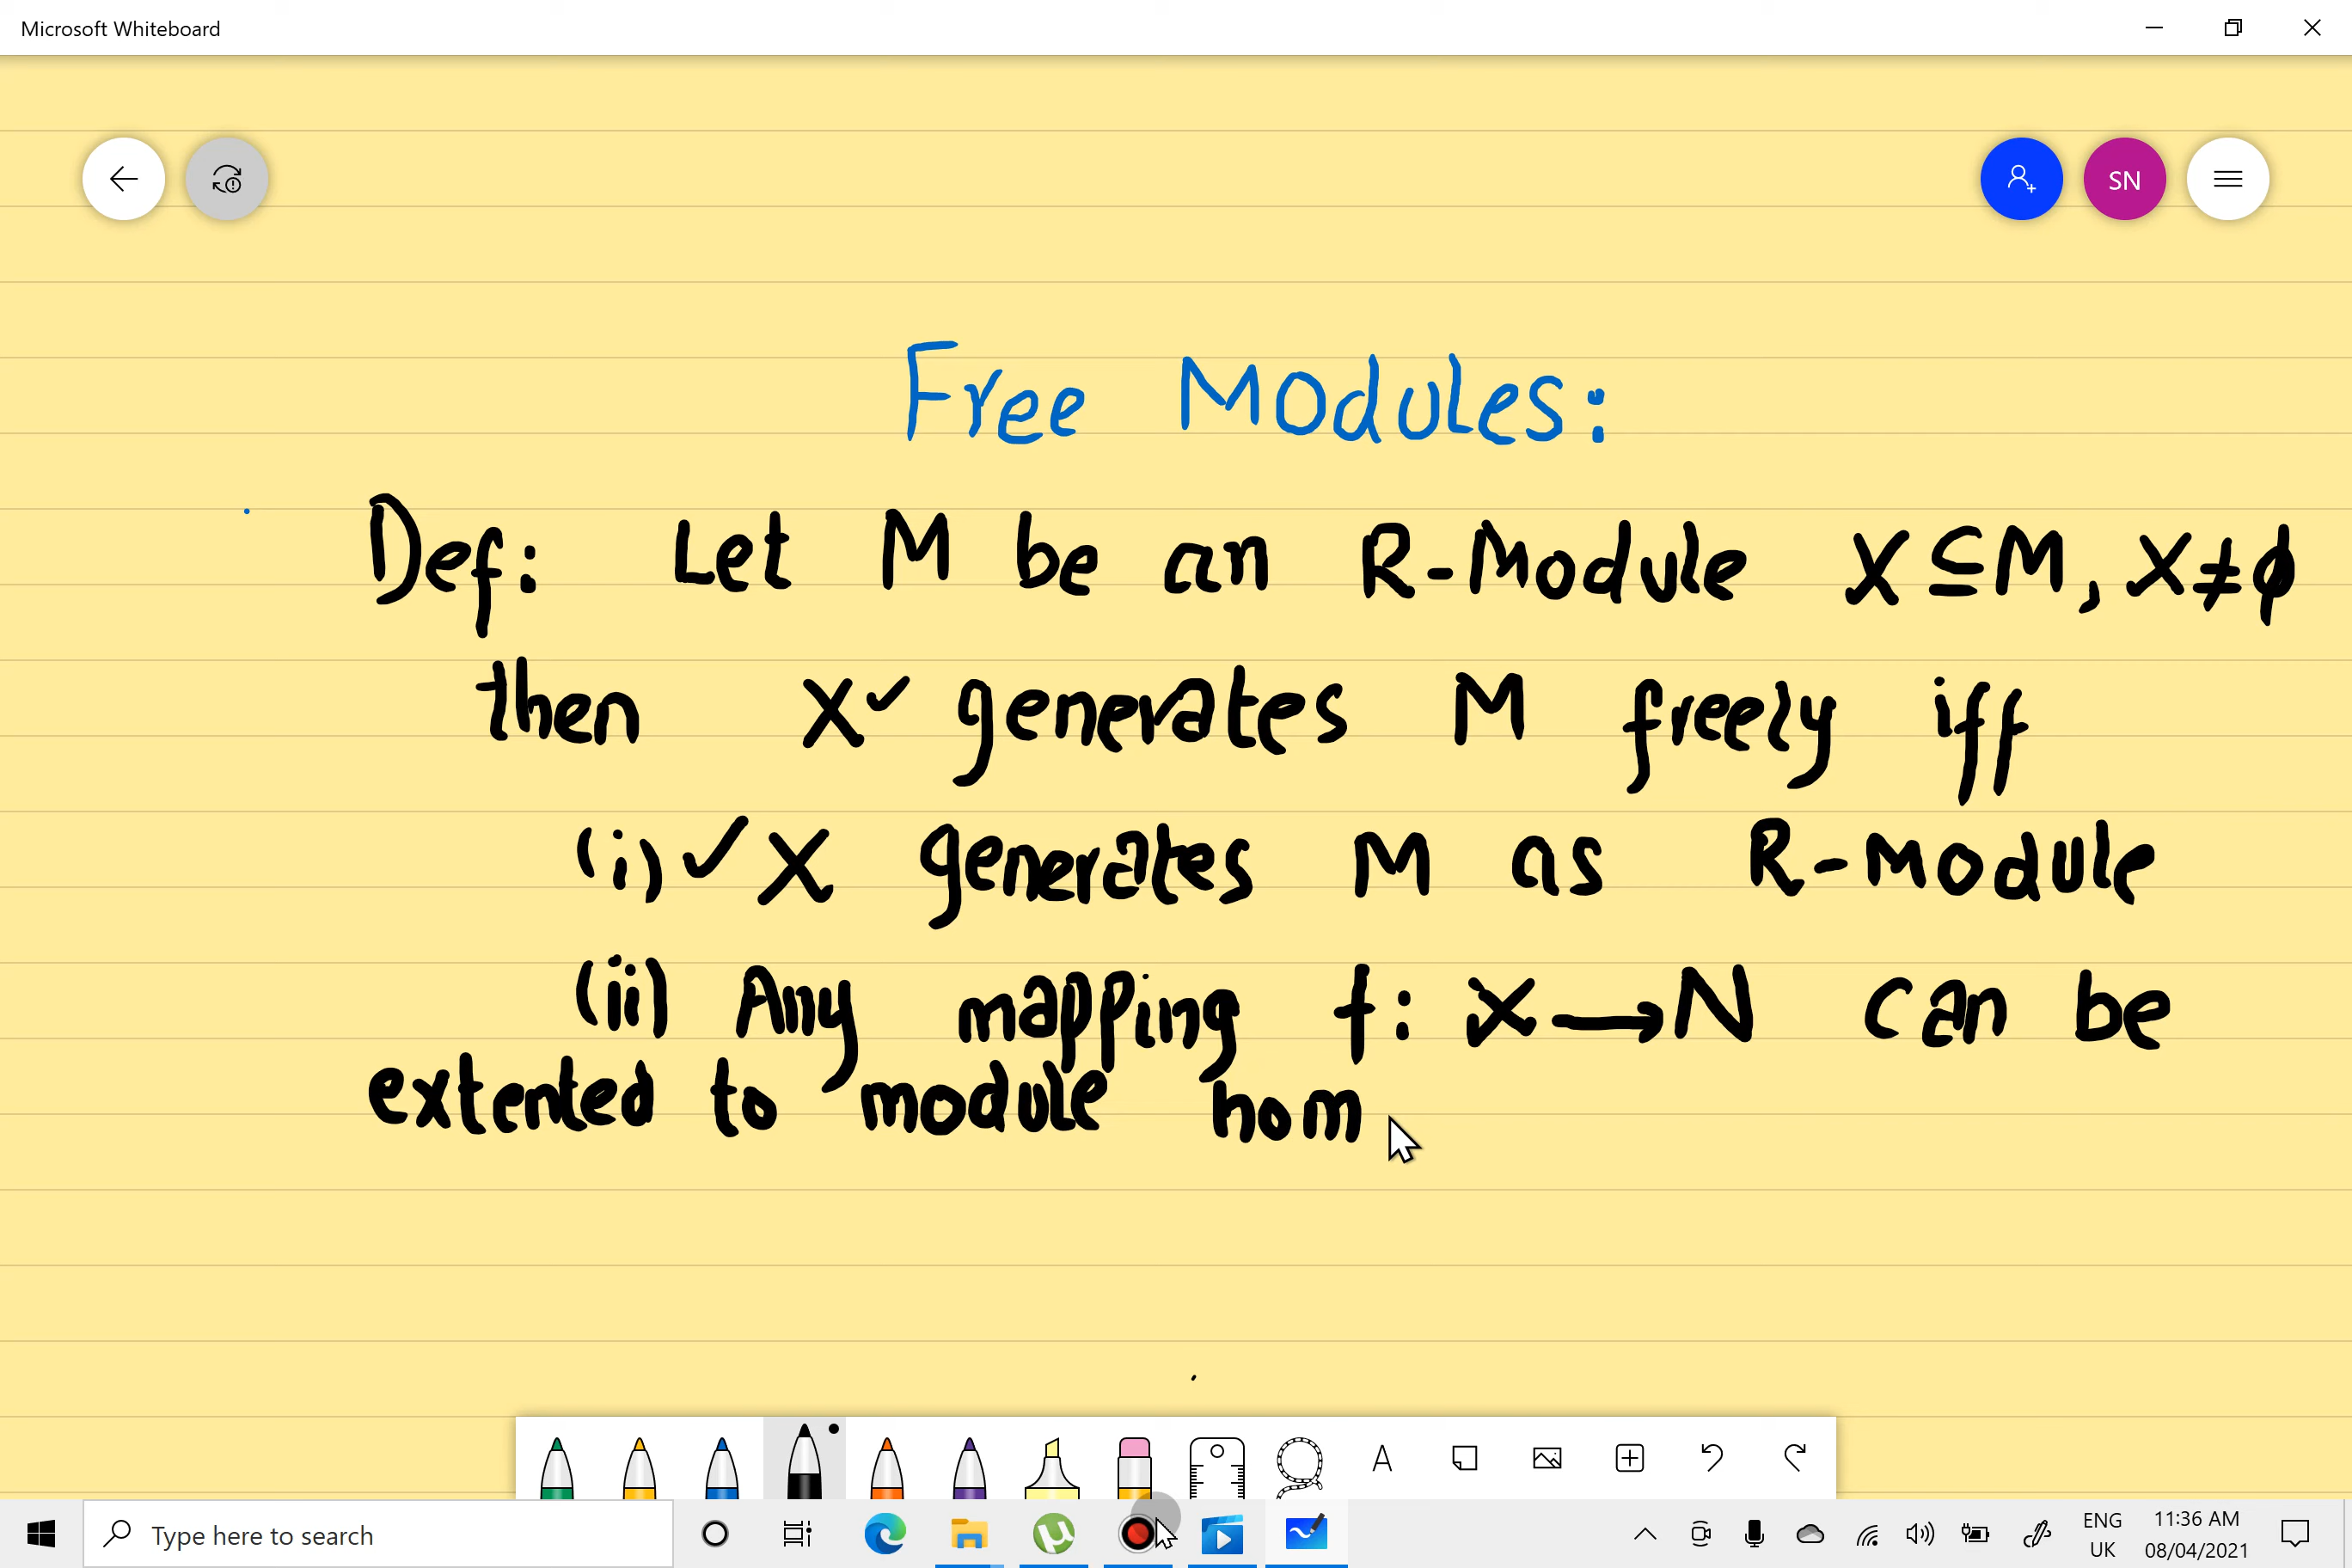 Microsoft Whiteboard
SN
Free Modules:
Def: Let M be an R-Module X⊆M, X≠ϕ
then X✓ generates M freely iff
(i) ✓ X generates M as R-Module
(ii) Any mapping f: X→N can be
extented to module hom
A
Type here to search
ENG
UK
11:36 AM
08/04/2021